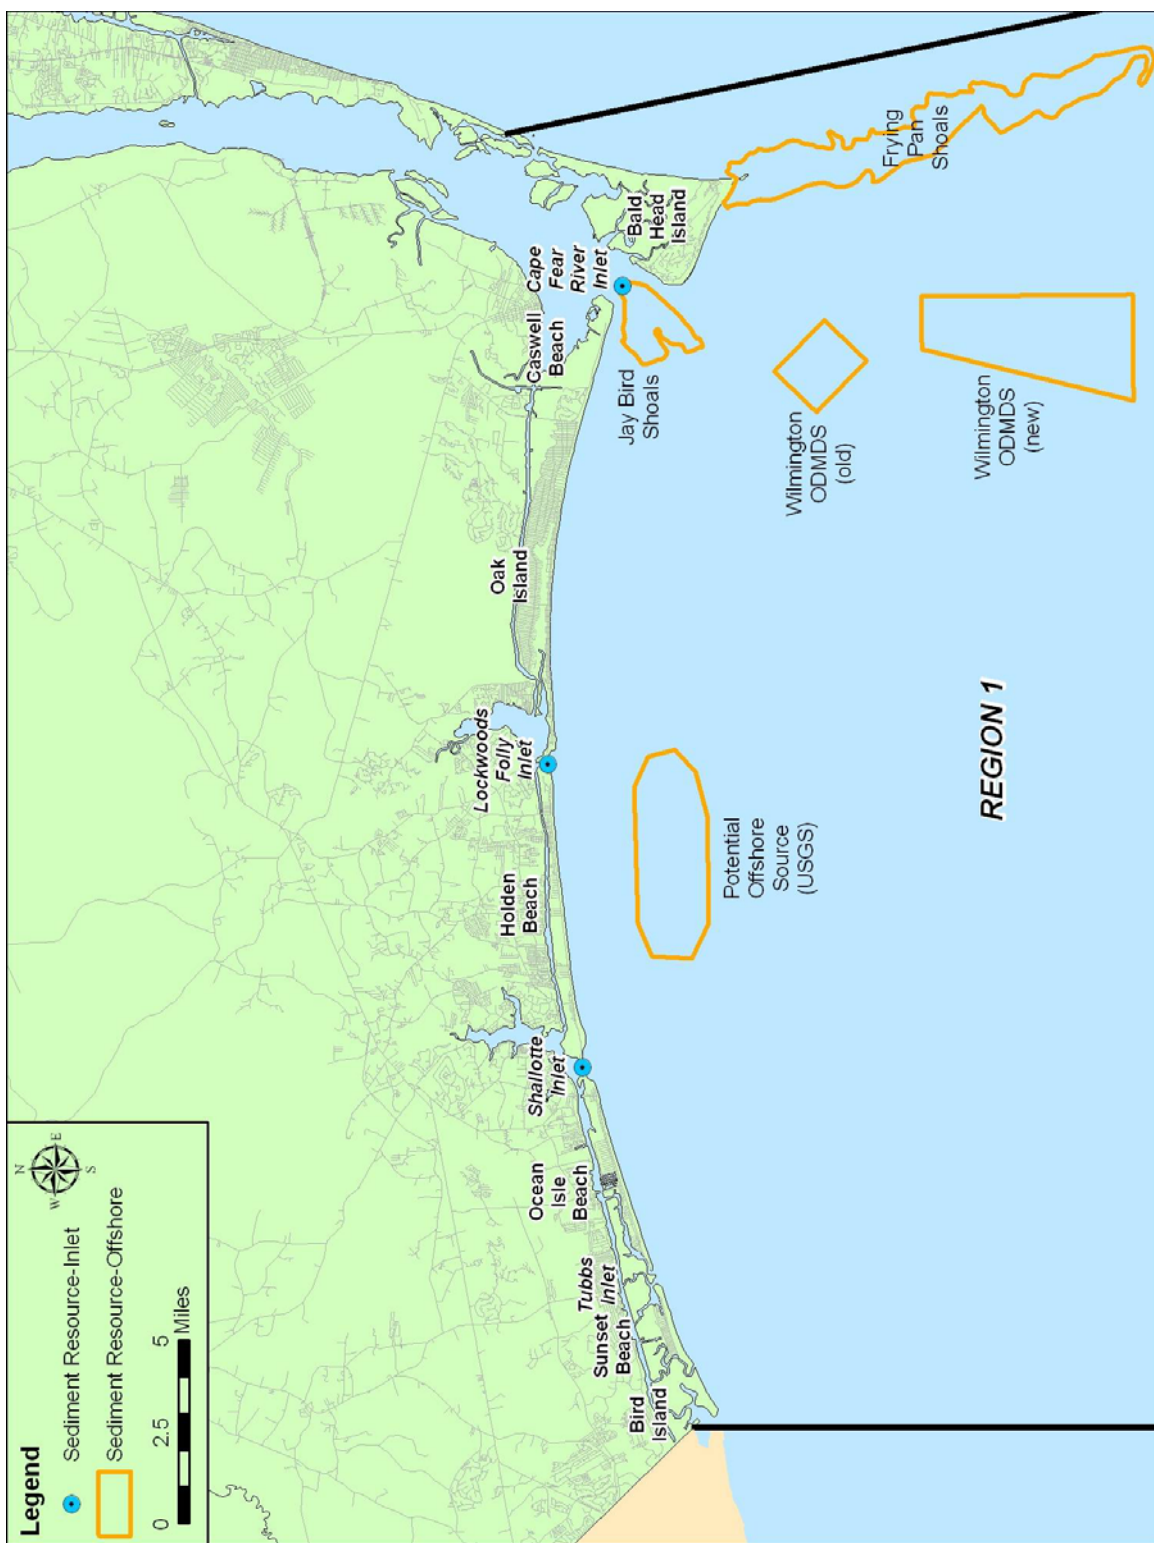 Legend
Sediment Resource-Inlet
Sediment Resource-Offshore
0 2.5 5
Miles
N
W E
S
Bird
Island
Sunset
Beach
Tubbs
Inlet
Ocean
Isle
Beach
Shallotte
Inlet
Holden
Beach
Lockwoods
Folly
Inlet
Oak
Island
Caswell
Beach
Cape
Fear
River
Inlet
Bald
Head
Island
Jay Bird
Shoals
Frying
Pan
Shoals
Wilmington
ODMDS
(old)
Wilmington
ODMDS
(new)
Potential
Offshore
Source
(USGS)
REGION 1